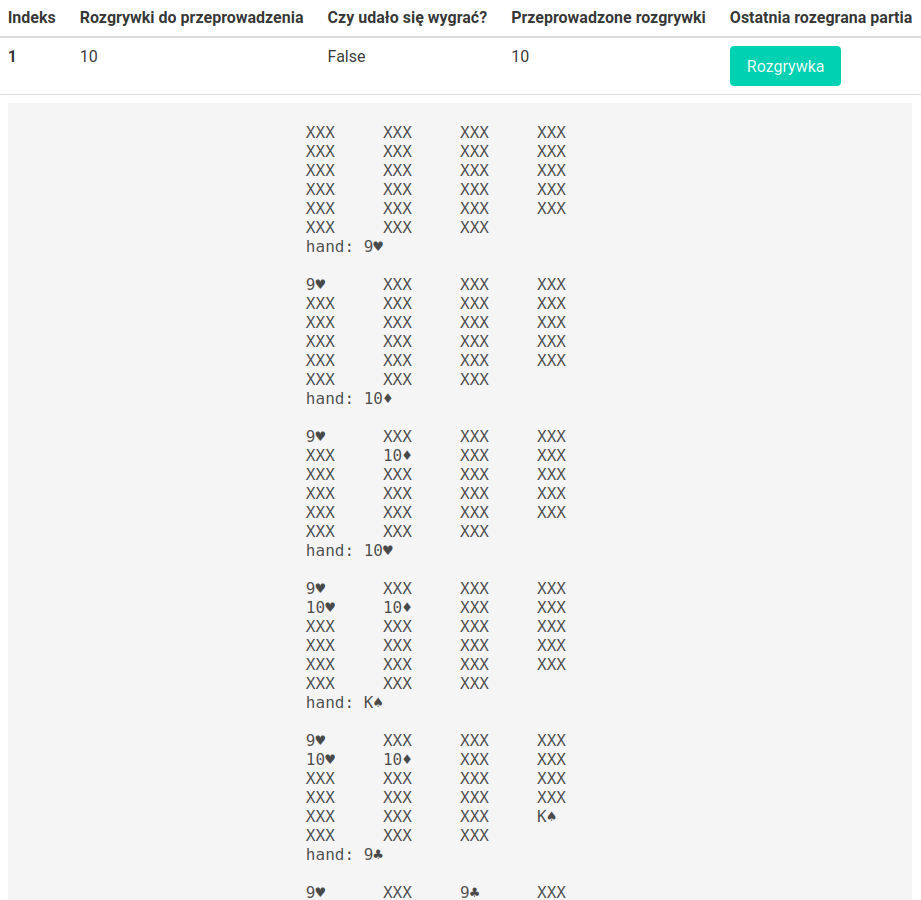 Indeks Rozgrywki do przeprowadzenia Czy udało się wygrać? Przeprowadzone rozgrywki Ostatnia rozegrana partia
1 10 False 10 Rozgrywka
XXX XXX XXX XXX
XXX XXX XXX XXX
XXX XXX XXX XXX
XXX XXX XXX XXX
XXX XXX XXX XXX
XXX XXX XXX
hand: 9♥
9♥ XXX XXX XXX
XXX XXX XXX XXX
XXX XXX XXX XXX
XXX XXX XXX XXX
XXX XXX XXX XXX
XXX XXX XXX
hand: 10♦
9♥ XXX XXX XXX
XXX 10♦ XXX XXX
XXX XXX XXX XXX
XXX XXX XXX XXX
XXX XXX XXX XXX
XXX XXX XXX
hand: 10♥
9♥ XXX XXX XXX
10♥ 10♦ XXX XXX
XXX XXX XXX XXX
XXX XXX XXX XXX
XXX XXX XXX XXX
XXX XXX XXX
hand: K♠
9♥ XXX XXX XXX
10♥ 10♦ XXX XXX
XXX XXX XXX XXX
XXX XXX XXX XXX
XXX XXX XXX K♠
XXX XXX XXX
hand: 9♣
9♥ XXX 9♣ XXX